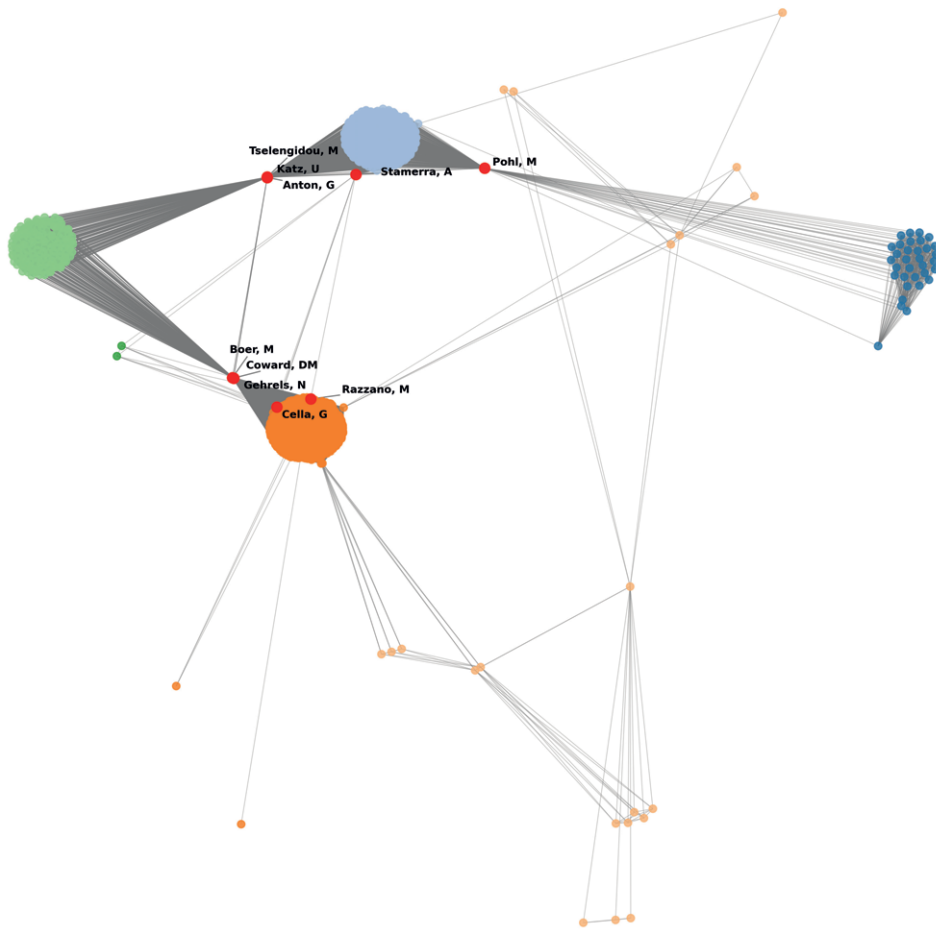 Tselengidou, M
Katz, U
Anton, G
Stamerra, A
Pohl, M
Boer, M
Coward, DM
Gehrels, N
Razzano, M
Cella, G